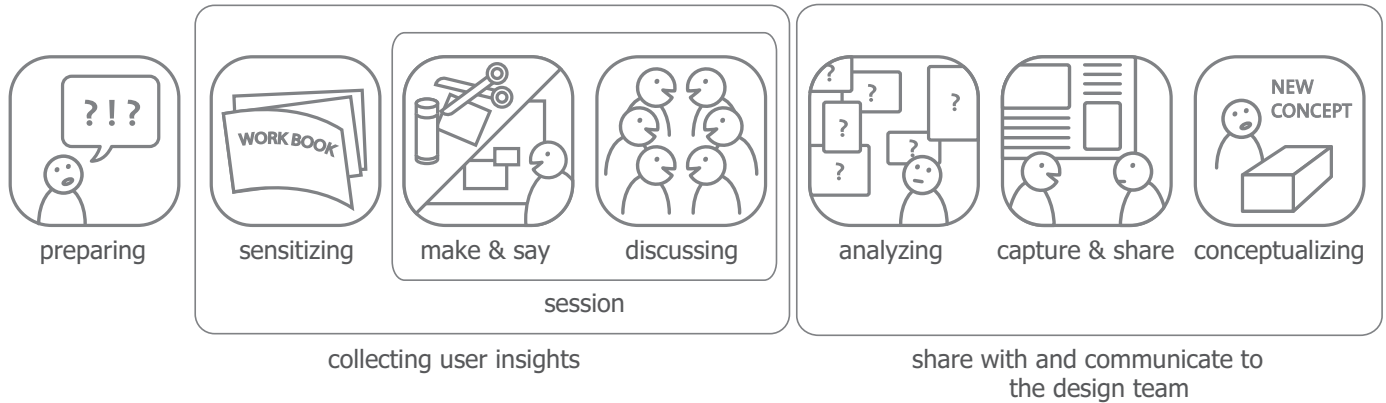 ? ! ?
WORK BOOK
?
?
?
?
?
?
NEW
CONCEPT
preparing
sensitizing
make & say
discussing
analyzing
capture & share
conceptualizing
session
collecting user insights
share with and communicate to
the design team